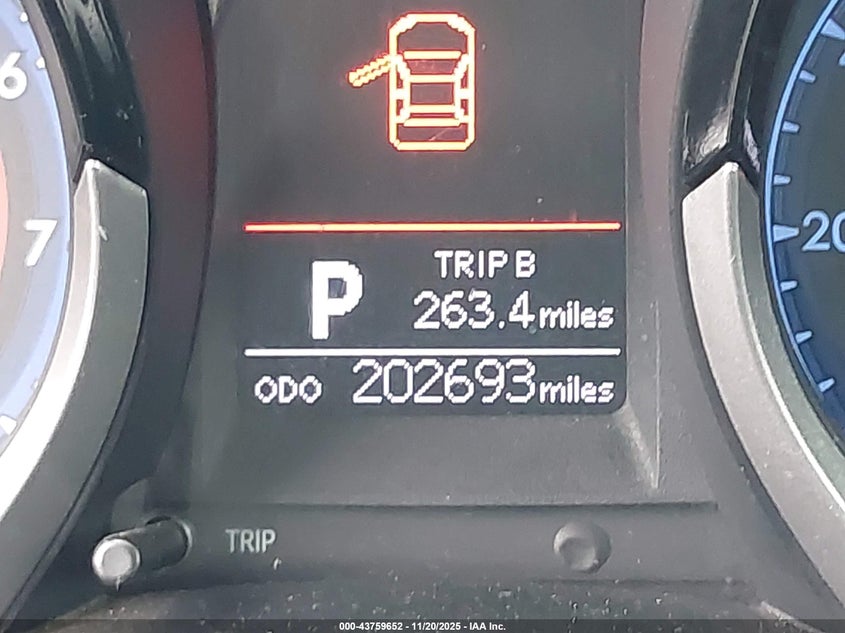 6
7
20
P
TRIP B
263.4 miles
ODO 202693 miles
TRIP
000-43759652 - 11/20/2025 - IAA Inc.